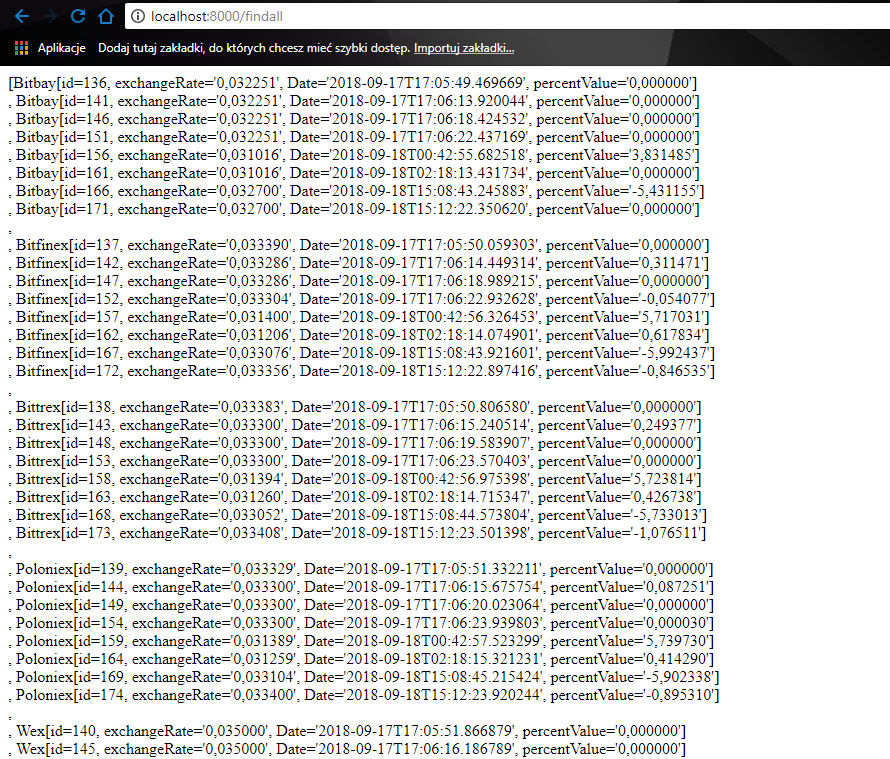 localhost:8000/findall
Aplikacje Dodaj tutaj zakładki, do których chcesz mieć szybki dostęp. Importuj zakładki...
[Bitbay[id=136, exchangeRate='0,032251', Date='2018-09-17T17:05:49.469669', percentValue='0,000000']
, Bitbay[id=141, exchangeRate='0,032251', Date='2018-09-17T17:06:13.920044', percentValue='0,000000']
, Bitbay[id=146, exchangeRate='0,032251', Date='2018-09-17T17:06:18.424532', percentValue='0,000000']
, Bitbay[id=151, exchangeRate='0,032251', Date='2018-09-17T17:06:22.437169', percentValue='0,000000']
, Bitbay[id=156, exchangeRate='0,031016', Date='2018-09-18T00:42:55.682518', percentValue='3,831485']
, Bitbay[id=161, exchangeRate='0,031016', Date='2018-09-18T02:18:13.431734', percentValue='0,000000']
, Bitbay[id=166, exchangeRate='0,032700', Date='2018-09-18T15:08:43.245883', percentValue='-5,431155']
, Bitbay[id=171, exchangeRate='0,032700', Date='2018-09-18T15:12:22.350620', percentValue='0,000000']
,
, Bitfinex[id=137, exchangeRate='0,033390', Date='2018-09-17T17:05:50.059303', percentValue='0,000000']
, Bitfinex[id=142, exchangeRate='0,033286', Date='2018-09-17T17:06:14.449314', percentValue='0,311471']
, Bitfinex[id=147, exchangeRate='0,033286', Date='2018-09-17T17:06:18.989215', percentValue='0,000000']
, Bitfinex[id=152, exchangeRate='0,033304', Date='2018-09-17T17:06:22.932628', percentValue='-0,054077']
, Bitfinex[id=157, exchangeRate='0,031400', Date='2018-09-18T00:42:56.326453', percentValue='5,717031']
, Bitfinex[id=162, exchangeRate='0,031206', Date='2018-09-18T02:18:14.074901', percentValue='0,617834']
, Bitfinex[id=167, exchangeRate='0,033076', Date='2018-09-18T15:08:43.921601', percentValue='-5,992437']
, Bitfinex[id=172, exchangeRate='0,033356', Date='2018-09-18T15:12:22.897416', percentValue='-0,846535']
,
, Bittrex[id=138, exchangeRate='0,033383', Date='2018-09-17T17:05:50.806580', percentValue='0,000000']
, Bittrex[id=143, exchangeRate='0,033300', Date='2018-09-17T17:06:15.240514', percentValue='0,249377']
, Bittrex[id=148, exchangeRate='0,033300', Date='2018-09-17T17:06:19.583907', percentValue='0,000000']
, Bittrex[id=153, exchangeRate='0,033300', Date='2018-09-17T17:06:23.570403', percentValue='0,000000']
, Bittrex[id=158, exchangeRate='0,031394', Date='2018-09-18T00:42:56.975398', percentValue='5,723814']
, Bittrex[id=163, exchangeRate='0,031260', Date='2018-09-18T02:18:14.715347', percentValue='0,426738']
, Bittrex[id=168, exchangeRate='0,033052', Date='2018-09-18T15:08:44.573804', percentValue='-5,733013']
, Bittrex[id=173, exchangeRate='0,033408', Date='2018-09-18T15:12:23.501398', percentValue='-1,076511']
,
, Poloniex[id=139, exchangeRate='0,033329', Date='2018-09-17T17:05:51.332211', percentValue='0,000000']
, Poloniex[id=144, exchangeRate='0,033300', Date='2018-09-17T17:06:15.675754', percentValue='0,087251']
, Poloniex[id=149, exchangeRate='0,033300', Date='2018-09-17T17:06:20.023064', percentValue='0,000000']
, Poloniex[id=154, exchangeRate='0,033300', Date='2018-09-17T17:06:23.939803', percentValue='0,000030']
, Poloniex[id=159, exchangeRate='0,031389', Date='2018-09-18T00:42:57.523299', percentValue='5,739730']
, Poloniex[id=164, exchangeRate='0,031259', Date='2018-09-18T02:18:15.321231', percentValue='0,414290']
, Poloniex[id=169, exchangeRate='0,033104', Date='2018-09-18T15:08:45.215424', percentValue='-5,902338']
, Poloniex[id=174, exchangeRate='0,033400', Date='2018-09-18T15:12:23.920244', percentValue='-0,895310']
,
, Wex[id=140, exchangeRate='0,035000', Date='2018-09-17T17:05:51.866879', percentValue='0,000000']
, Wex[id=145, exchangeRate='0,035000', Date='2018-09-17T17:06:16.186789', percentValue='0,000000']